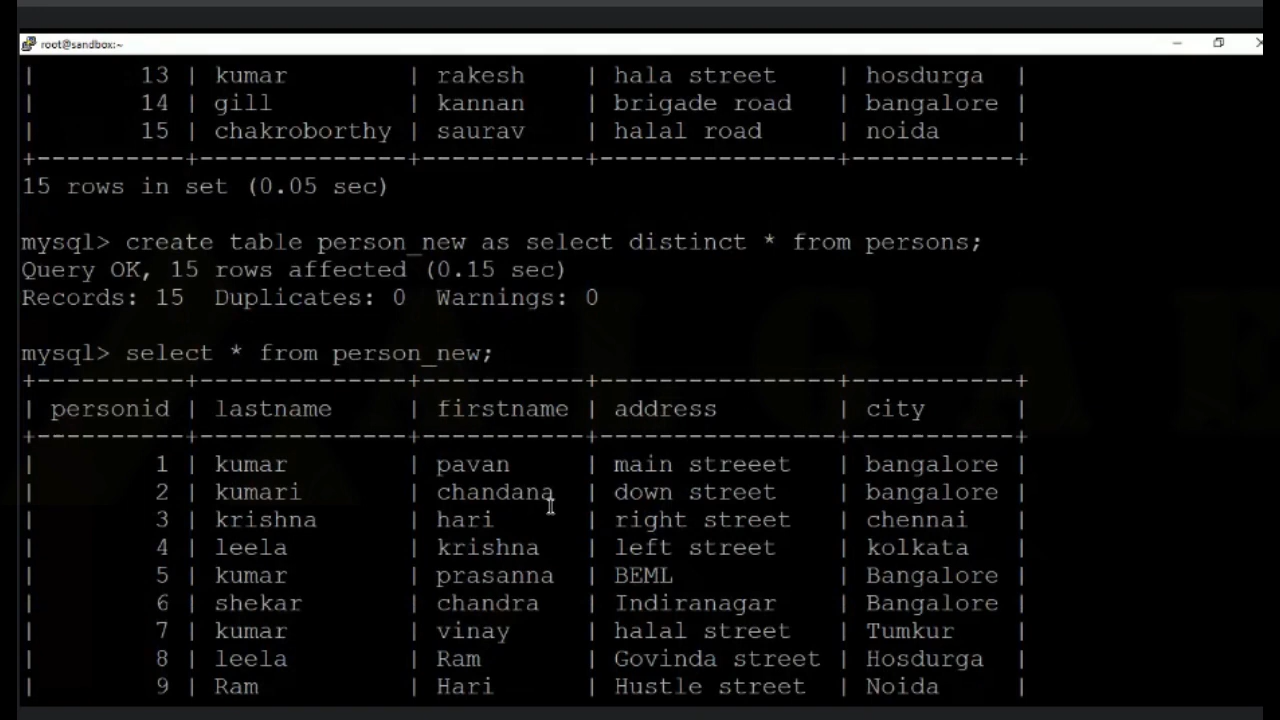 root@sandbox:~
| 13 | kumar | rakesh | hala street | hosdurga |
| 14 | gill | kannan | brigade road | bangalore |
| 15 | chakroborthy | saurav | halal road | noida |
+----------+--------------+-----------+----------------+-----------+
15 rows in set (0.05 sec)
mysql> create table person_new as select distinct * from persons;
Query OK, 15 rows affected (0.15 sec)
Records: 15 Duplicates: 0 Warnings: 0
mysql> select * from person_new;
+----------+--------------+-----------+----------------+-----------+
| personid | lastname | firstname | address | city |
+----------+--------------+-----------+----------------+-----------+
| 1 | kumar | pavan | main streeet | bangalore |
| 2 | kumari | chandana | down street | bangalore |
| 3 | krishna | hari | right street | chennai |
| 4 | leela | krishna | left street | kolkata |
| 5 | kumar | prasanna | BEML | Bangalore |
| 6 | shekar | chandra | Indiranagar | Bangalore |
| 7 | kumar | vinay | halal street | Tumkur |
| 8 | leela | Ram | Govinda street | Hosdurga |
| 9 | Ram | Hari | Hustle street | Noida |